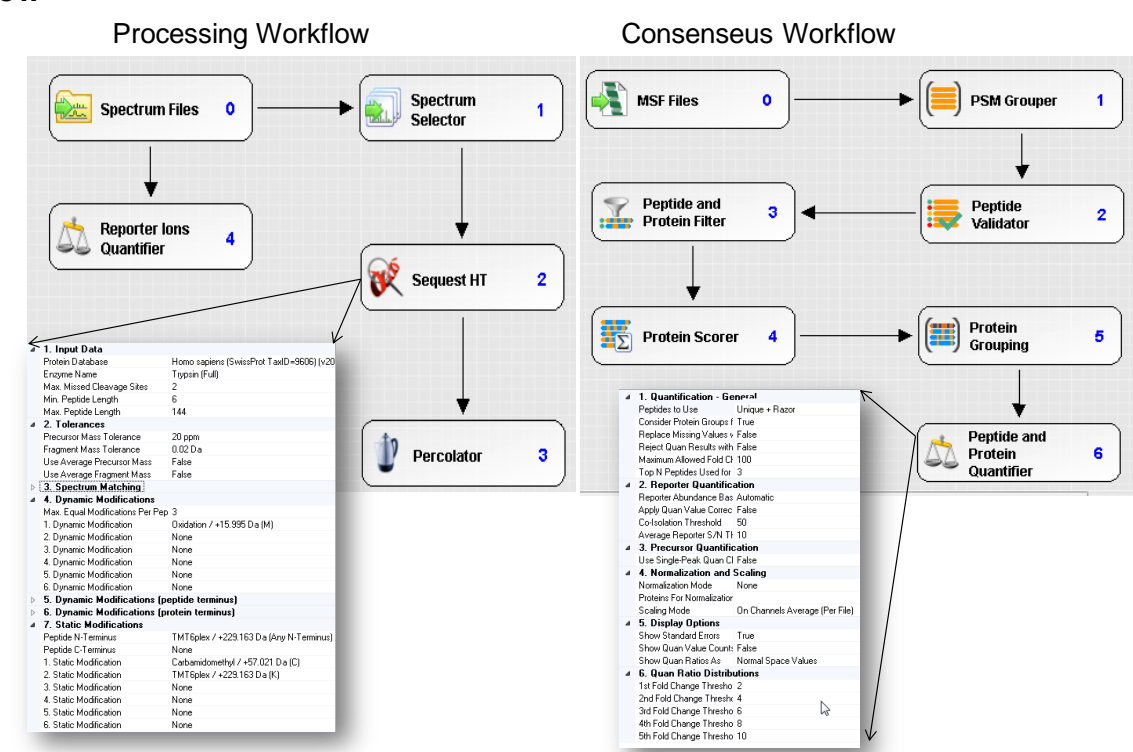 Processing Workflow
Consenseus Workflow
Spectrum Files 0
Spectrum
Selector 1
Reporter Ions
Quantifier 4
Sequest HT 2
Percolator 3
1. Input Data
Protein Database Homo sapiens (SwissProt TaxID=9606) (v20
Enzyme Name Trypsin (Full)
Max. Missed Cleavage Sites 2
Min. Peptide Length 6
Max. Peptide Length 144
2. Tolerances
Precursor Mass Tolerance 20 ppm
Fragment Mass Tolerance 0.02 Da
Use Average Precursor Mass False
Use Average Fragment Mass False
3. Spectrum Matching
4. Dynamic Modifications
Max. Equal Modifications Per Pep 3
1. Dynamic Modification Oxidation / +15.995 Da (M)
2. Dynamic Modification None
3. Dynamic Modification None
4. Dynamic Modification None
5. Dynamic Modification None
6. Dynamic Modification None
5. Dynamic Modifications (peptide terminus)
6. Dynamic Modifications (protein terminus)
7. Static Modifications
Peptide N-Terminus TMT6plex / +229.163 Da (Any N-Terminus)
Peptide C-Terminus None
1. Static Modification Carbamidomethyl / +57.021 Da (C)
2. Static Modification TMT6plex / +229.163 Da (K)
3. Static Modification None
4. Static Modification None
5. Static Modification None
6. Static Modification None
MSF Files 0
PSM Grouper 1
Peptide and
Protein Filter 3
Peptide
Validator 2
Protein Scorer 4
Protein
Grouping 5
Peptide and
Protein
Quantifier 6
1. Quantification - General
Peptides to Use Unique + Razor
Consider Protein Groups f True
Replace Missing Values False
Reject Quan Results with False
Maximum Allowed Fold Cl 100
Top N Peptides Used for 3
2. Reporter Quantification
Reporter Abundance Bas Automatic
Apply Quan Value Correc False
Co-Isolation Threshold 50
Average Reporter S/N Tl 10
3. Precursor Quantification
Use Single-Peak Quan Cl False
4. Normalization and Scaling
Normalization Mode None
Proteins For Normalization
Scaling Mode On Channels Average (Per File)
5. Display Options
Show Standard Errors True
Show Quan Value Counts False
Show Quan Ratios As Normal Space Values
6. Quan Ratio Distributions
1st Fold Change Thresho 2
2nd Fold Change Thresho 4
3rd Fold Change Thresho 6
4th Fold Change Thresho 8
5th Fold Change Thresho 10